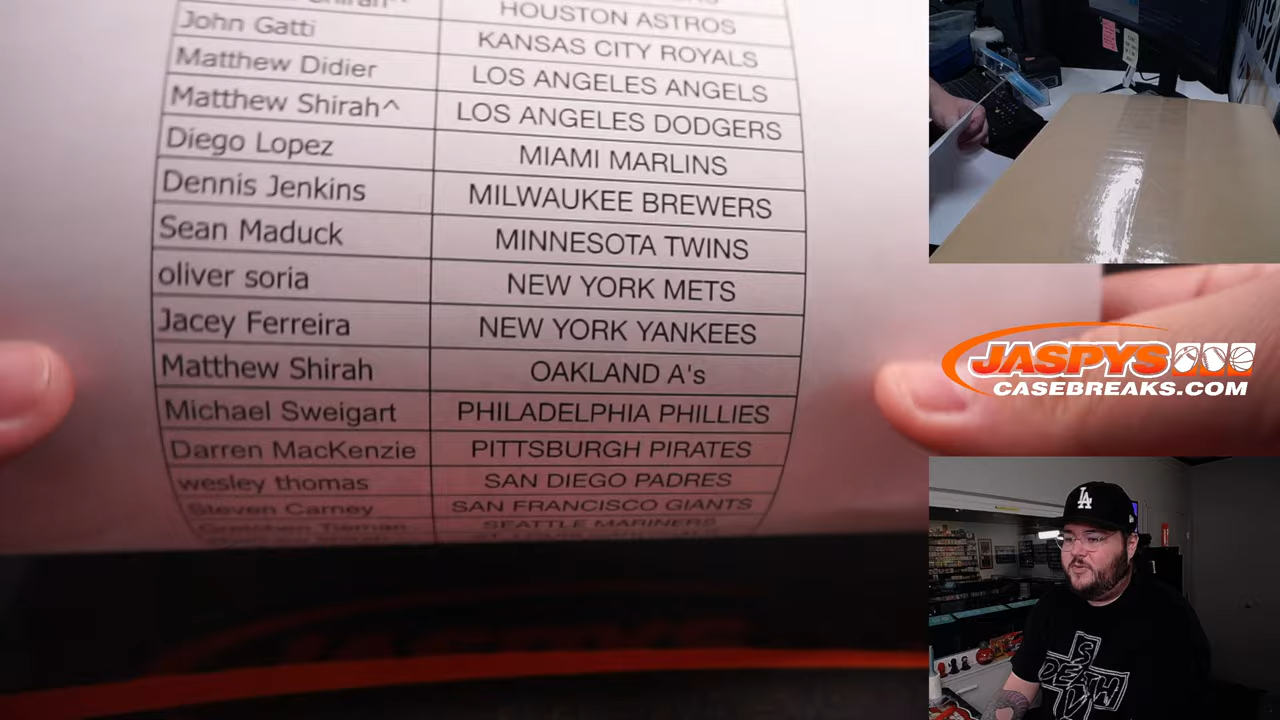 HOUSTON ASTROS
John Gatti KANSAS CITY ROYALS
Matthew Didier LOS ANGELES ANGELS
Matthew Shirah^ LOS ANGELES DODGERS
Diego Lopez MIAMI MARLINS
Dennis Jenkins MILWAUKEE BREWERS
Sean Maduck MINNESOTA TWINS
oliver soria NEW YORK METS
Jacey Ferreira NEW YORK YANKEES
Matthew Shirah OAKLAND A's
Michael Sweigart PHILADELPHIA PHILLIES
Darren MacKenzie PITTSBURGH PIRATES
wesley thomas SAN DIEGO PADRES
Steven Carney SAN FRANCISCO GIANTS
SEATTLE MARINERS
JASPYS
CASEBREAKS.COM
LA
DEATH